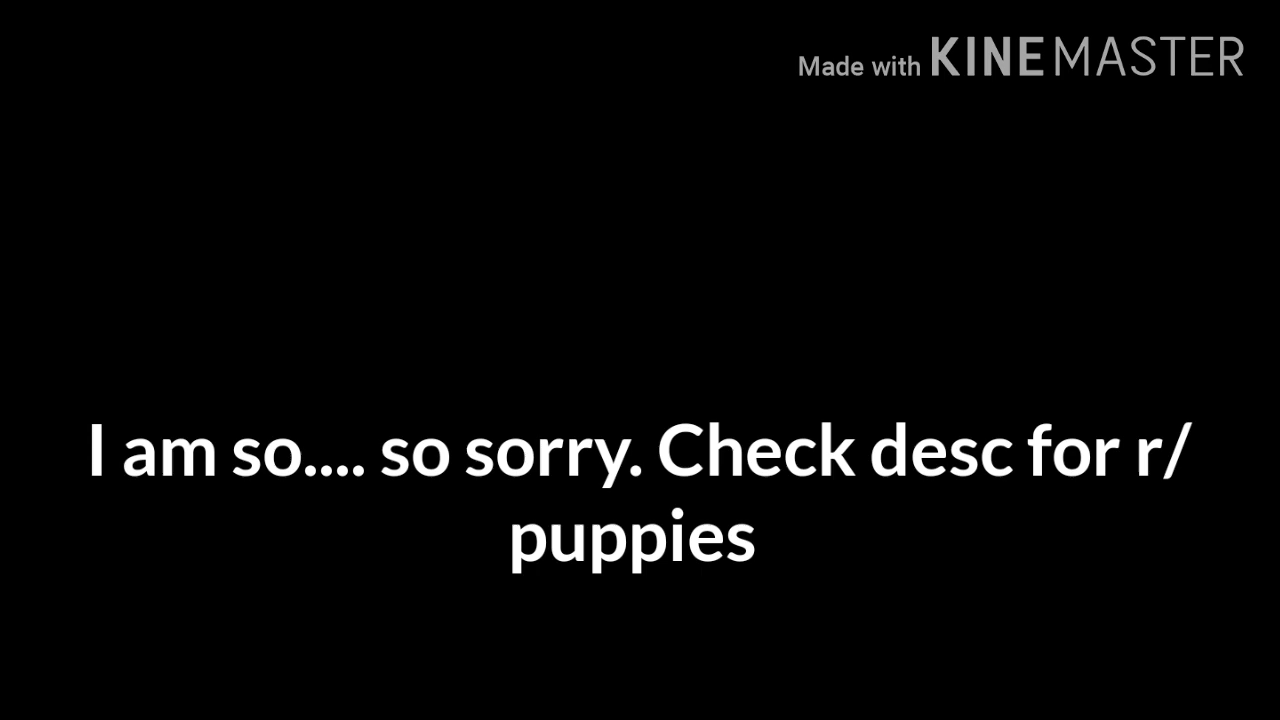 Made with KINEMASTER
I am so.... so sorry. Check desc for r/
puppies